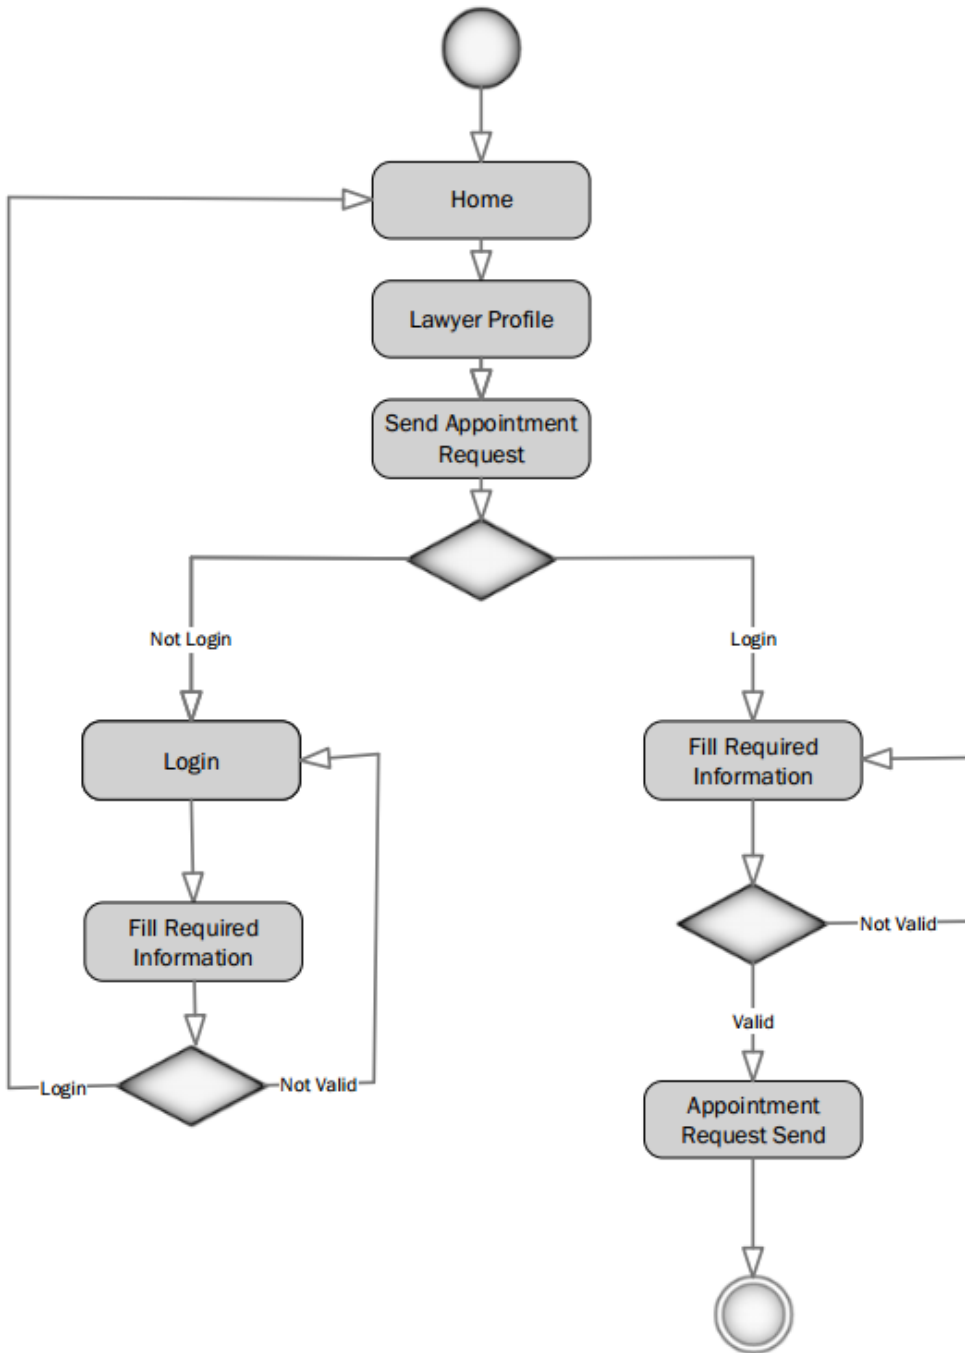 Home
Lawyer Profile
Send Appointment
Request
Not Login
Login
Login
Fill Required
Information
Fill Required
Information
Not Valid
Valid
Login
Not Valid
Appointment
Request Send